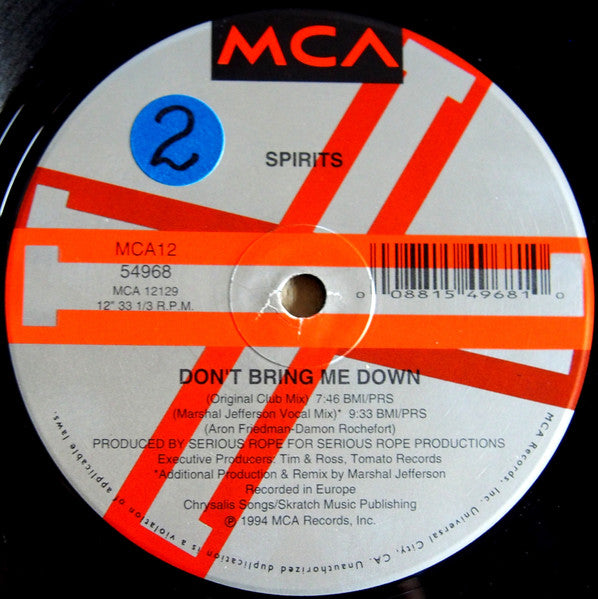 MCA
2
SPIRITS
MCA12
54968
MCA 12129
12" 33 1/3 R.P.M.
0 08815 49681 0
DON'T BRING ME DOWN
(Original Club Mix) 7:46 BMI/PRS
(Marshal Jefferson Vocal Mix)* 9:33 BMI/PRS
(Aron Friedman-Damon Rochefort)
PRODUCED BY SERIOUS ROPE FOR SERIOUS ROPE PRODUCTIONS
Executive Producers: Tim & Ross, Tomato Records
*Additional Production & Remix by Marshal Jefferson
Recorded in Europe
Chrysalis Songs/Skratch Music Publishing
℗ 1994 MCA Records, Inc.
MCA Records, Inc. Universal City, CA. Unauthorized duplication is a violation of applicable laws.